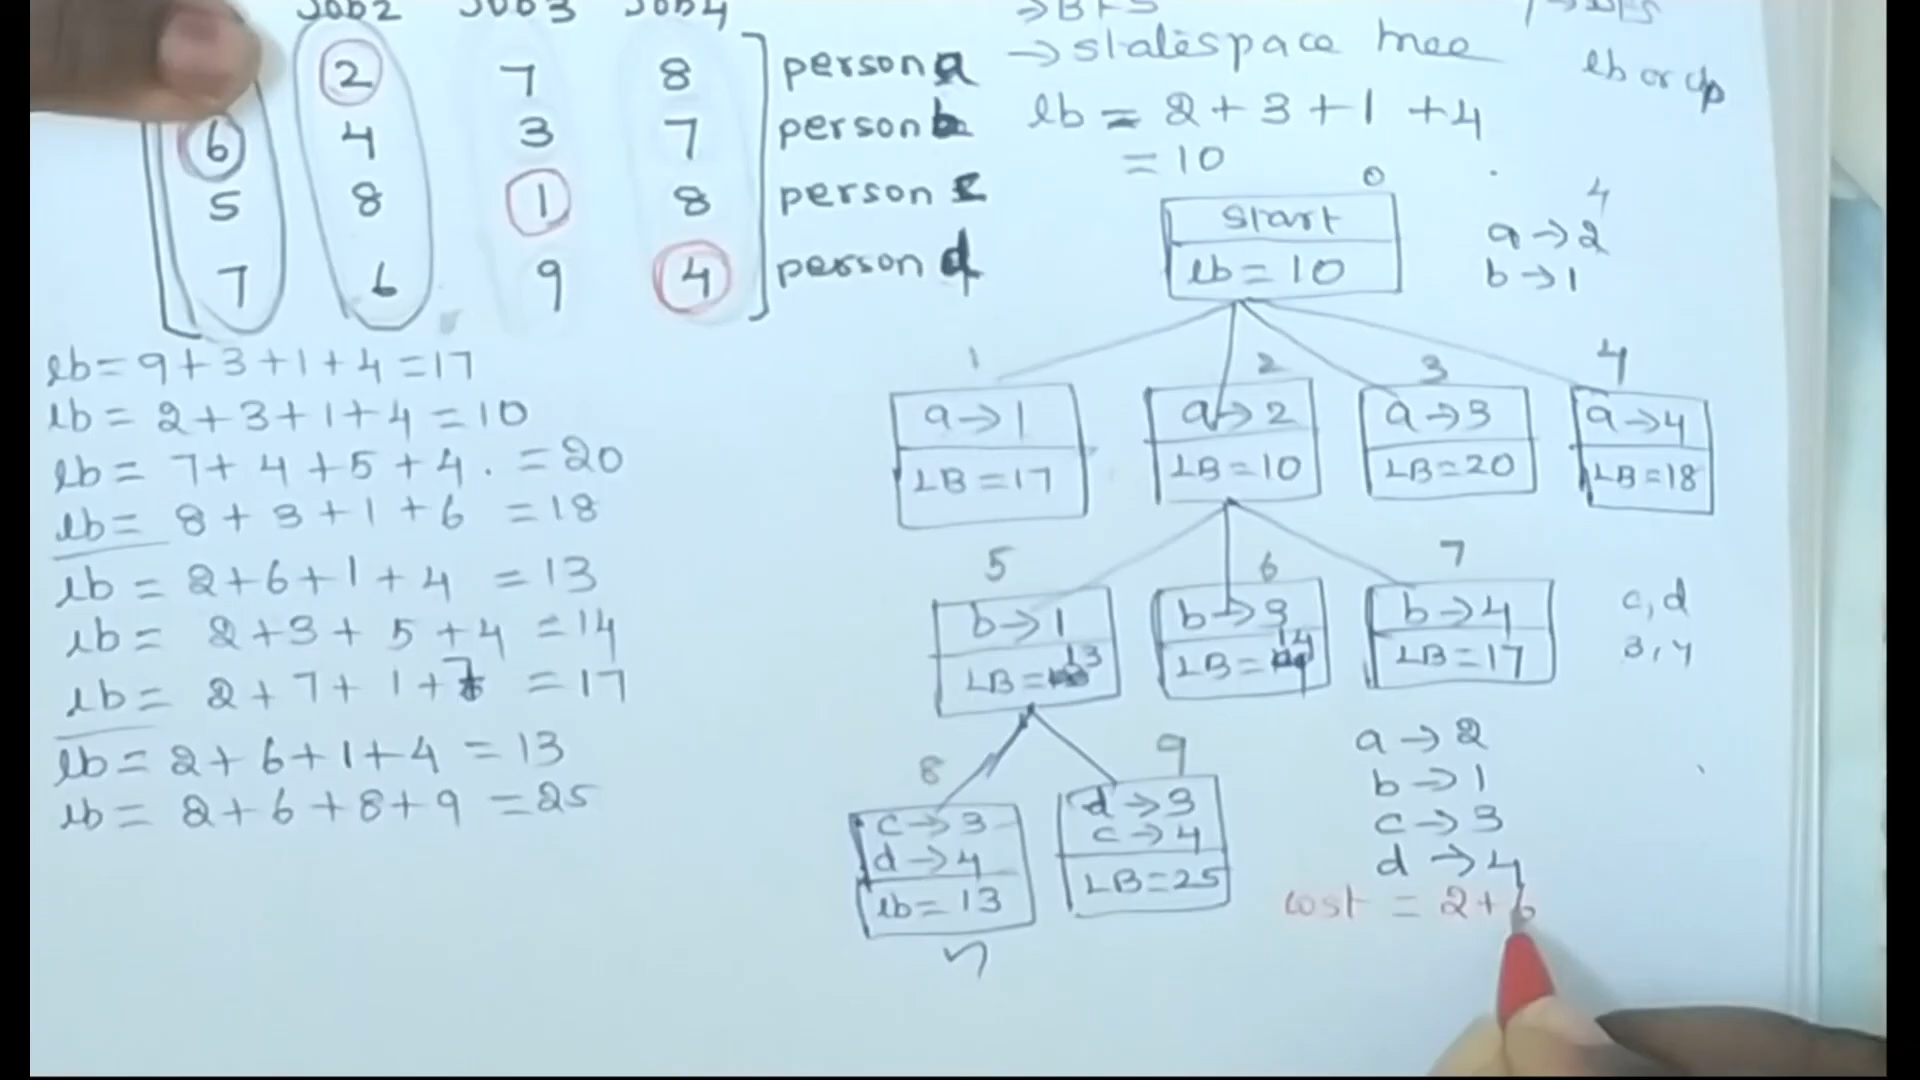 Job2 Job3 Job4
2 7 8 person a
6 4 3 7 person b
5 8 1 8 person c
7 6 9 4 person d
lb = 9+3+1+4 = 17
lb = 2+3+1+4 = 10
lb = 7+4+5+4. = 20
lb = 8+3+1+6 = 18
lb = 2+6+1+4 = 13
lb = 2+3+5+4 = 14
lb = 2+7+1+7 = 17
lb = 2+6+1+4 = 13
lb = 2+6+8+9 = 25
→BFS
→statespace tree
lb or up
lb = 2+3+1+4
= 10
0
start
lb = 10
4
a→2
b→1
1
a→1
LB=17
2
a→2
LB=10
3
a→3
LB=20
4
a→4
LB=18
5
b→1
LB= 13
6
b→3
LB= 14
7
b→4
LB=17
c,d
3,4
8
c→3
d→4
lb=13
9
d→3
c→4
LB=25
a→2
b→1
c→3
d→4
cost = 2+6